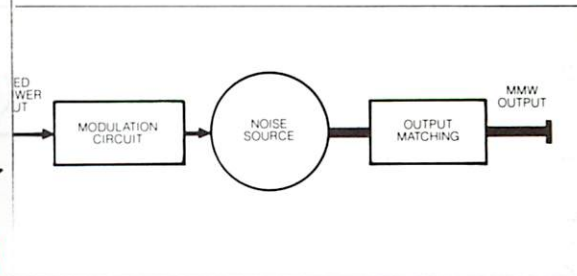 MODULATION
CIRCUIT
NOISE
SOURCE
OUTPUT
MATCHING
MMW
OUTPUT